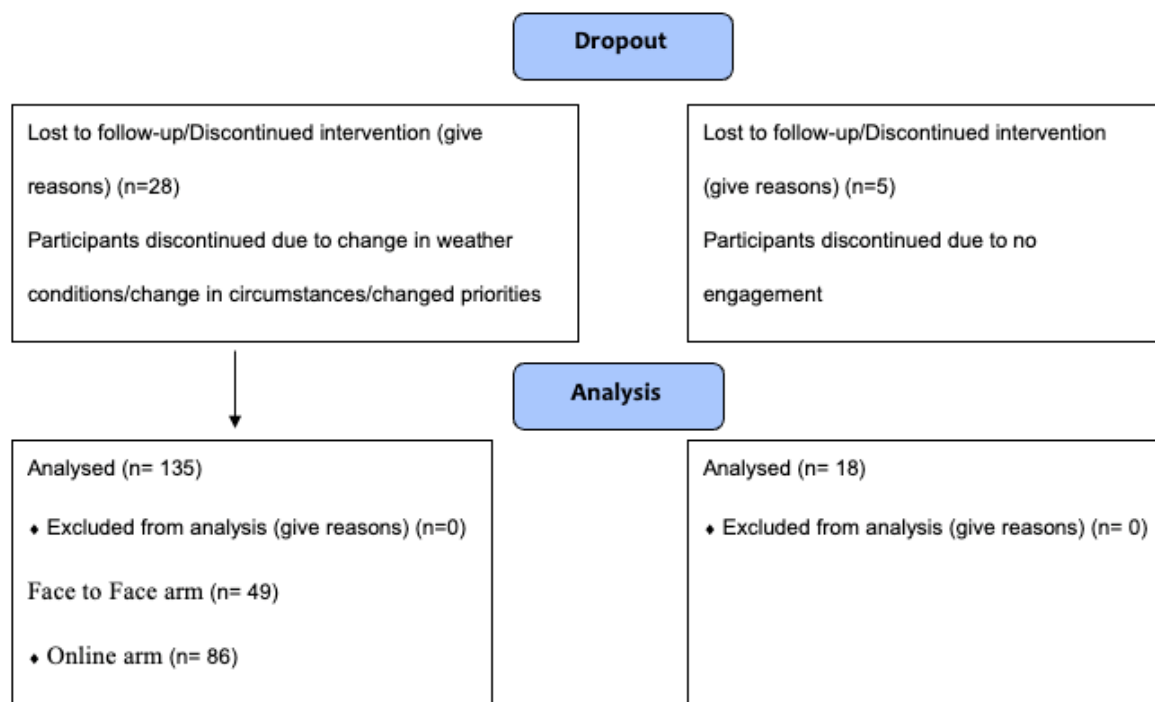 Dropout
Lost to follow-up/Discontinued intervention (give
reasons) (n=28)
Participants discontinued due to change in weather
conditions/change in circumstances/changed priorities
Lost to follow-up/Discontinued intervention
(give reasons) (n=5)
Participants discontinued due to no
engagement
Analysis
Analysed (n= 135)
⬧ Excluded from analysis (give reasons) (n=0)
Face to Face arm (n= 49)
⬧ Online arm (n= 86)
Analysed (n= 18)
⬧ Excluded from analysis (give reasons) (n= 0)